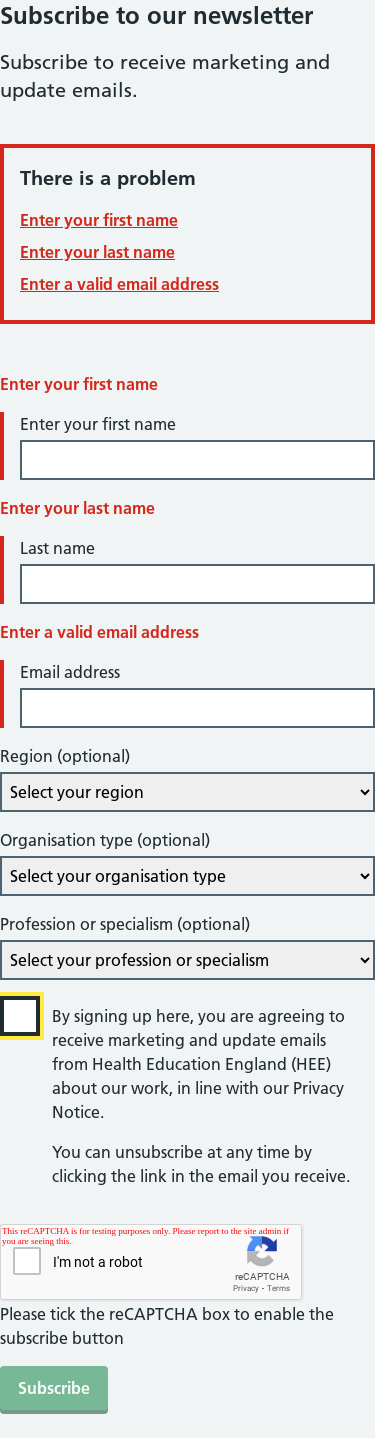 Subscribe to our newsletter
Subscribe to receive marketing and
update emails.
There is a problem
Enter your first name
Enter your last name
Enter a valid email address
Enter your first name
Enter your first name
Enter your last name
Last name
Enter a valid email address
Email address
Region (optional)
Select your region
Organisation type (optional)
Select your organisation type
Profession or specialism (optional)
Select your profession or specialism
By signing up here, you are agreeing to
receive marketing and update emails
from Health Education England (HEE)
about our work, in line with our Privacy
Notice.
You can unsubscribe at any time by
clicking the link in the email you receive.
This reCAPTCHA is for testing purposes only. Please report to the site admin if
you are seeing this.
I'm not a robot
reCAPTCHA
Privacy - Terms
Please tick the reCAPTCHA box to enable the
subscribe button
Subscribe